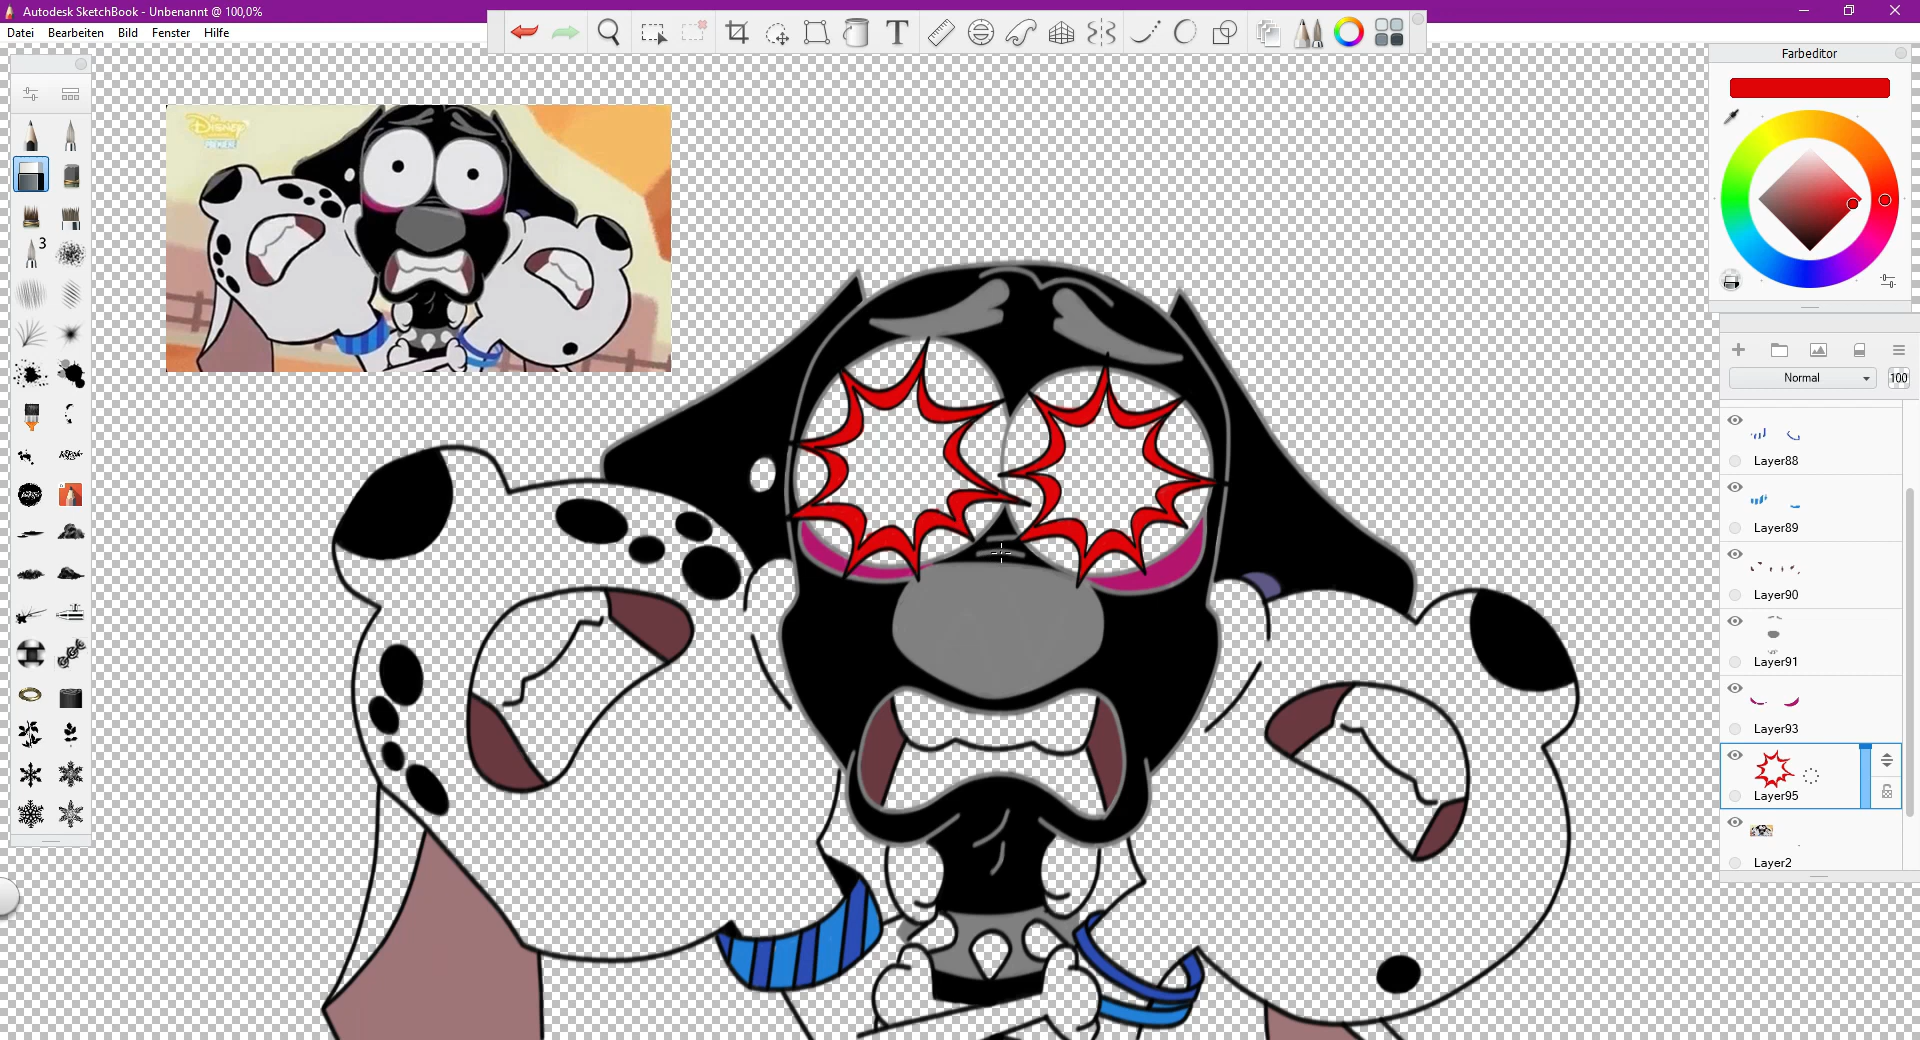 Autodesk SketchBook - Unbenannt @ 100,0%
Datei Bearbeiten Bild Fenster Hilfe
T
Farbeditor
3
Disney
Normal 100
Layer88
Layer89
Layer90
Layer91
Layer93
Layer95
Layer2